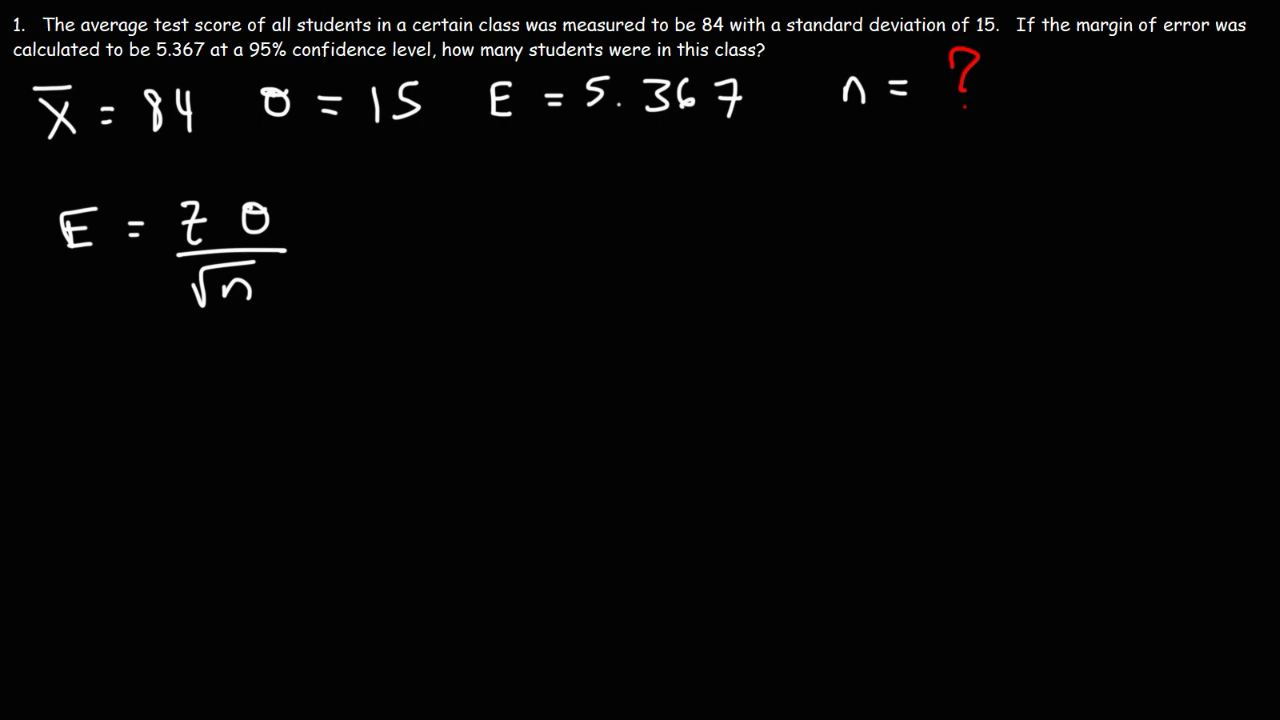 1. The average test score of all students in a certain class was measured to be 84 with a standard deviation of 15. If the margin of error was
calculated to be 5.367 at a 95% confidence level, how many students were in this class?
x̅ = 84 σ = 15 E = 5.367 n = ?
E = z σ
√n